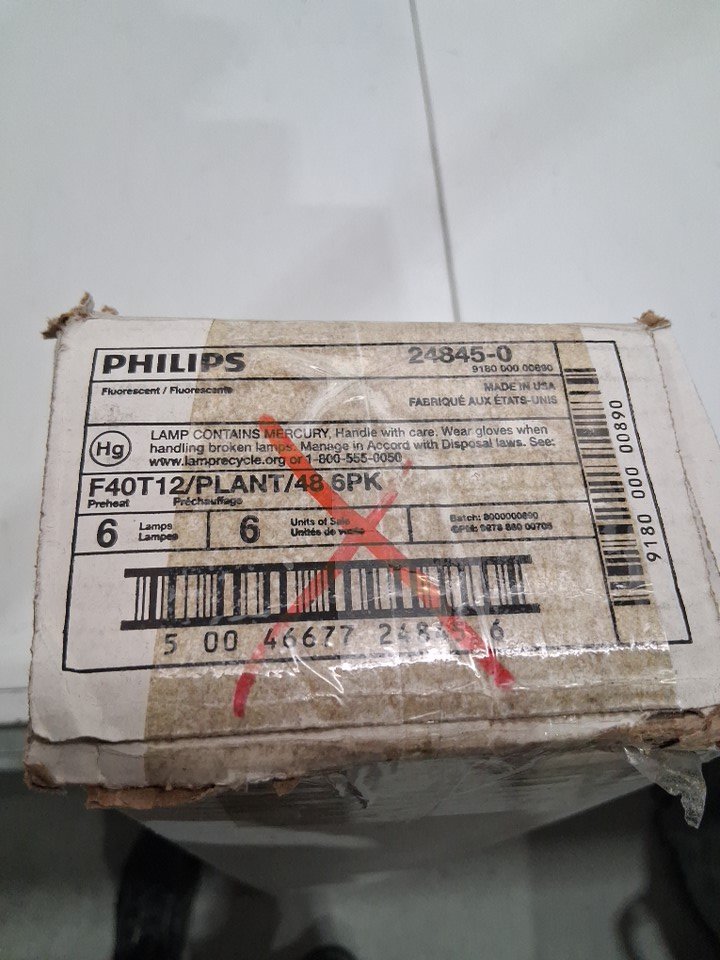 PHILIPS
24845-0
9180 000 00890
Fluorescent / Fluorescente
MADE IN USA
FABRIQUÉ AUX ÉTATS-UNIS
Hg
LAMP CONTAINS MERCURY, Handle with care. Wear gloves when
handling broken lamps. Manage in Accord with Disposal laws. See:
www.lamprecycle.org or 1-800-555-0050
F40T12/PLANT/48 6PK
Preheat Préchauffage
6 Lamps
Lampes
6 Units of Sale
Unités de vente
Batch:
5 00 46677 24845 6
9180 000 00890